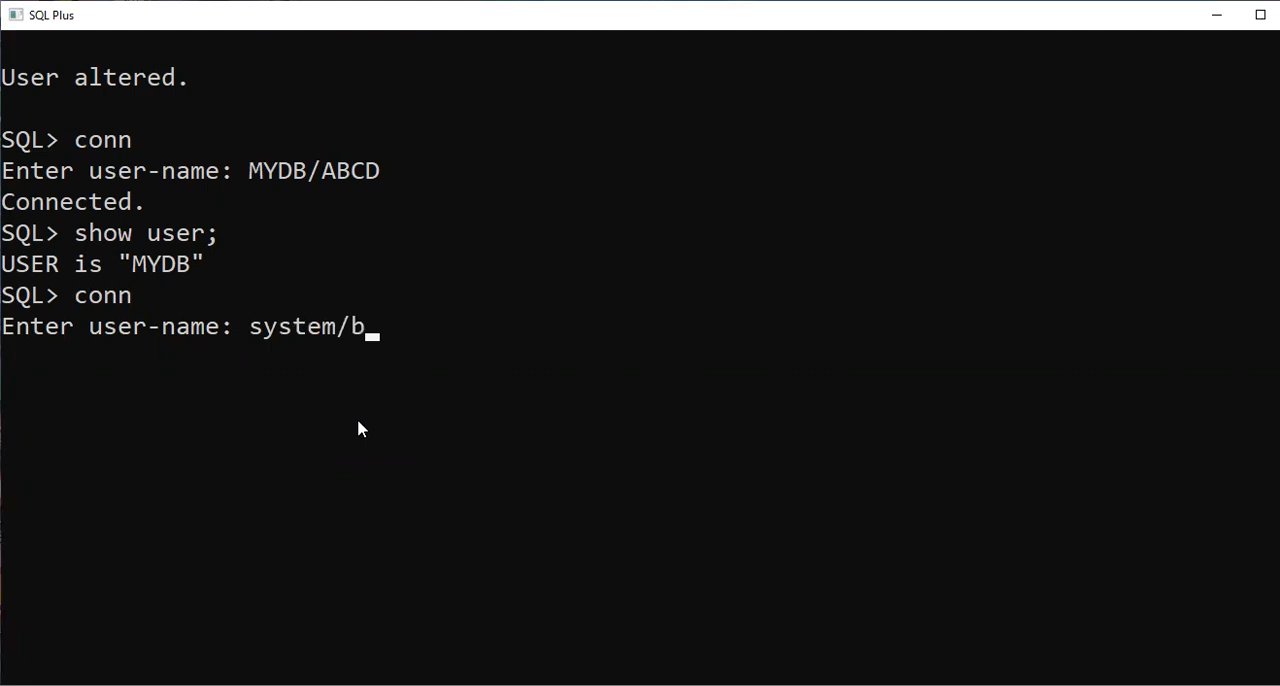 SQL Plus
User altered.
SQL> conn
Enter user-name: MYDB/ABCD
Connected.
SQL> show user;
USER is "MYDB"
SQL> conn
Enter user-name: system/b